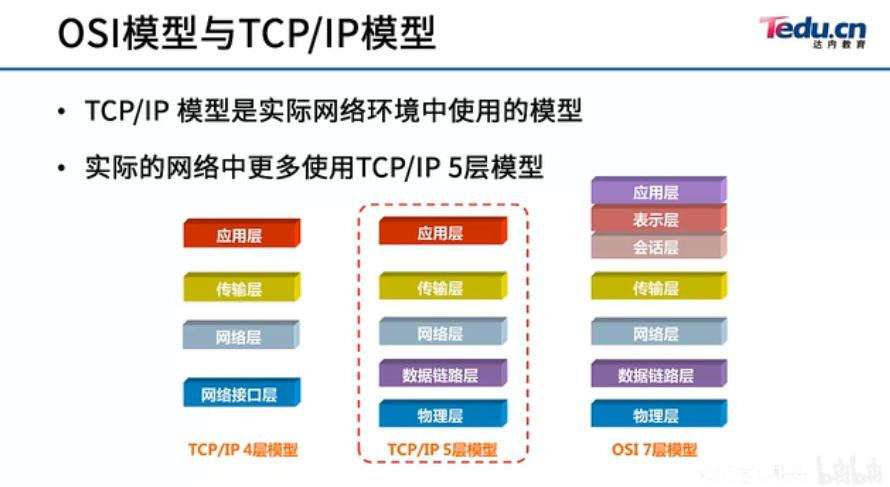 OSI模型与TCP/IP模型
Tedu.cn
达内教育
• TCP/IP 模型是实际网络环境中使用的模型
• 实际的网络中更多使用TCP/IP 5层模型
应用层
传输层
网络层
网络接口层
TCP/IP 4层模型
应用层
传输层
网络层
数据链路层
物理层
TCP/IP 5层模型
应用层
表示层
会话层
传输层
网络层
数据链路层
物理层
OSI 7层模型
bilibili